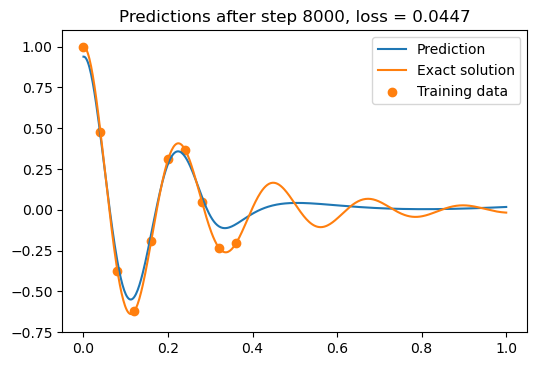 Predictions after step 8000, loss = 0.0447
1.00
0.75
0.50
0.25
0.00
−0.25
−0.50
−0.75
Prediction
Exact solution
Training data
0.0 0.2 0.4 0.6 0.8 1.0